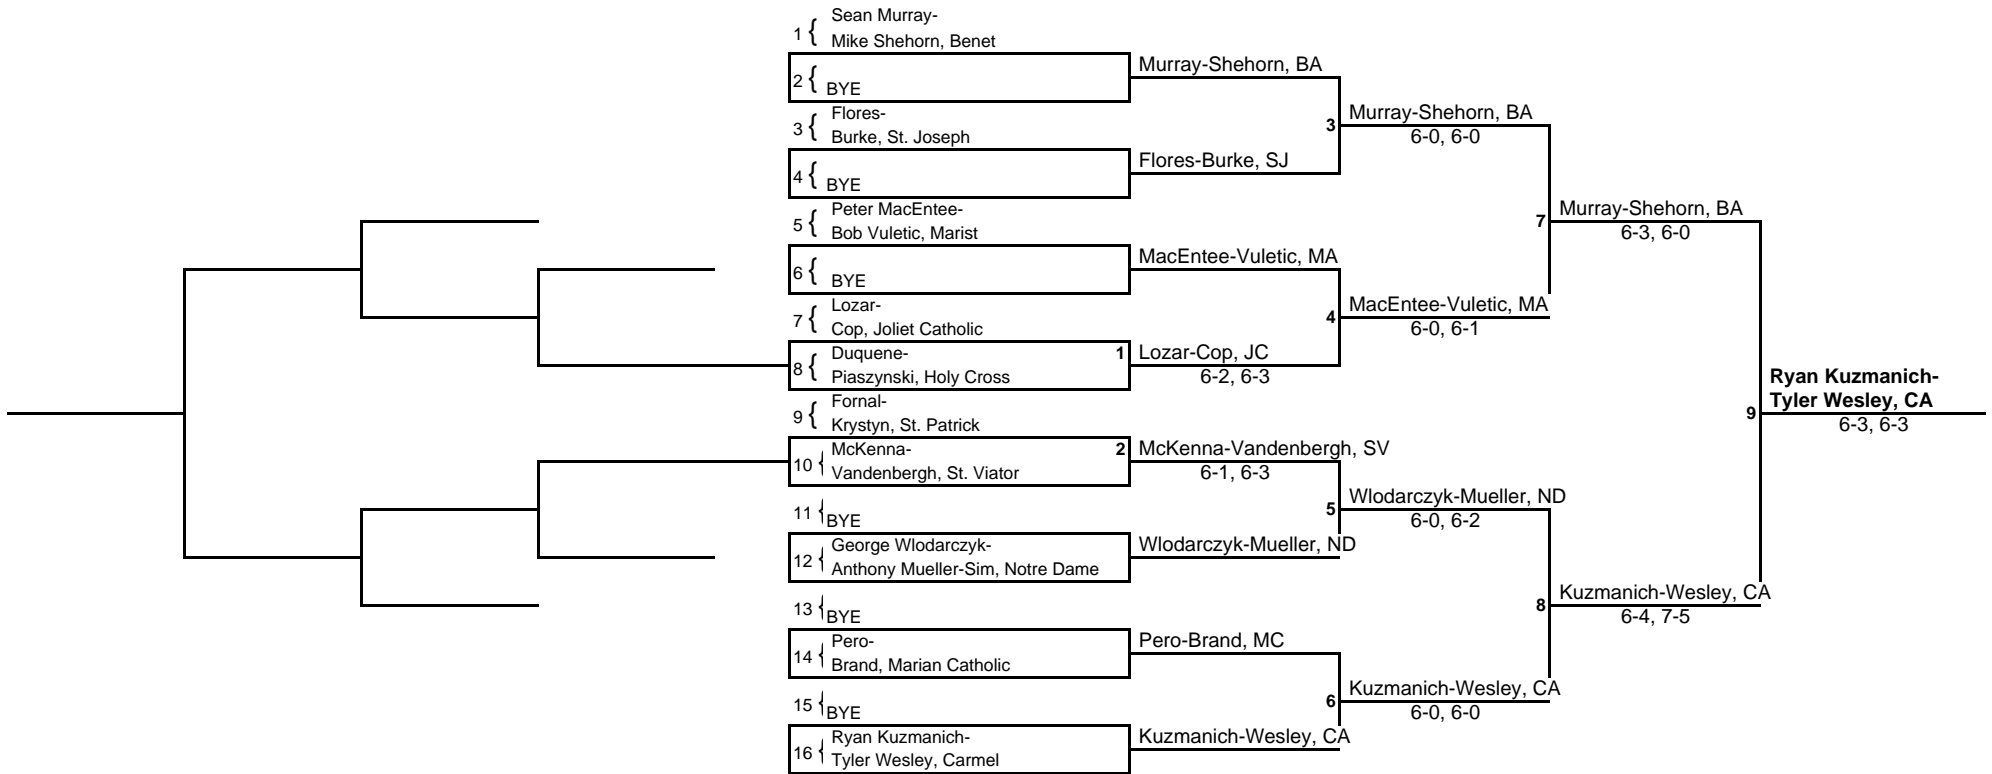 Sean Murray-
1 { Mike Shehorn, Benet
2 { BYE
Flores-
3 { Burke, St. Joseph
4 { BYE
Peter MacEntee-
5 { Bob Vuletic, Marist
6 { BYE
Lozar-
7 { Cop, Joliet Catholic
Duquene- 1
8 { Piaszynski, Holy Cross
Fornal-
9 { Krystyn, St. Patrick
McKenna- 2
10 { Vandenbergh, St. Viator
11 { BYE
George Wlodarczyk-
12 { Anthony Mueller-Sim, Notre Dame
13 { BYE
Pero-
14 { Brand, Marian Catholic
15 { BYE
Ryan Kuzmanich-
16 { Tyler Wesley, Carmel
Murray-Shehorn, BA
3
Flores-Burke, SJ
MacEntee-Vuletic, MA
4
Lozar-Cop, JC
6-2, 6-3
McKenna-Vandenbergh, SV
6-1, 6-3
5
Wlodarczyk-Mueller, ND
Pero-Brand, MC
6
Kuzmanich-Wesley, CA
Murray-Shehorn, BA
6-0, 6-0
7
MacEntee-Vuletic, MA
6-0, 6-1
Wlodarczyk-Mueller, ND
6-0, 6-2
8
Kuzmanich-Wesley, CA
6-0, 6-0
Murray-Shehorn, BA
6-3, 6-0
9
Kuzmanich-Wesley, CA
6-4, 7-5
Ryan Kuzmanich-
Tyler Wesley, CA
6-3, 6-3